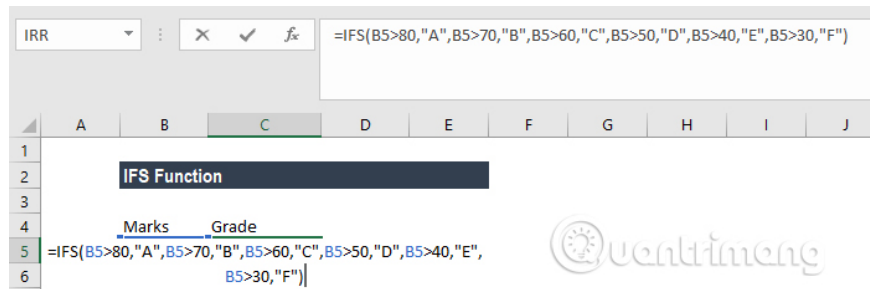 IRR fx =IFS(B5>80,"A",B5>70,"B",B5>60,"C",B5>50,"D",B5>40,"E",B5>30,"F")
A B C D E F G H I J
1
2 IFS Function
3
4 Marks Grade
5 =IFS(B5>80,"A",B5>70,"B",B5>60,"C",B5>50,"D",B5>40,"E",
6 B5>30,"F")
Quantrimang